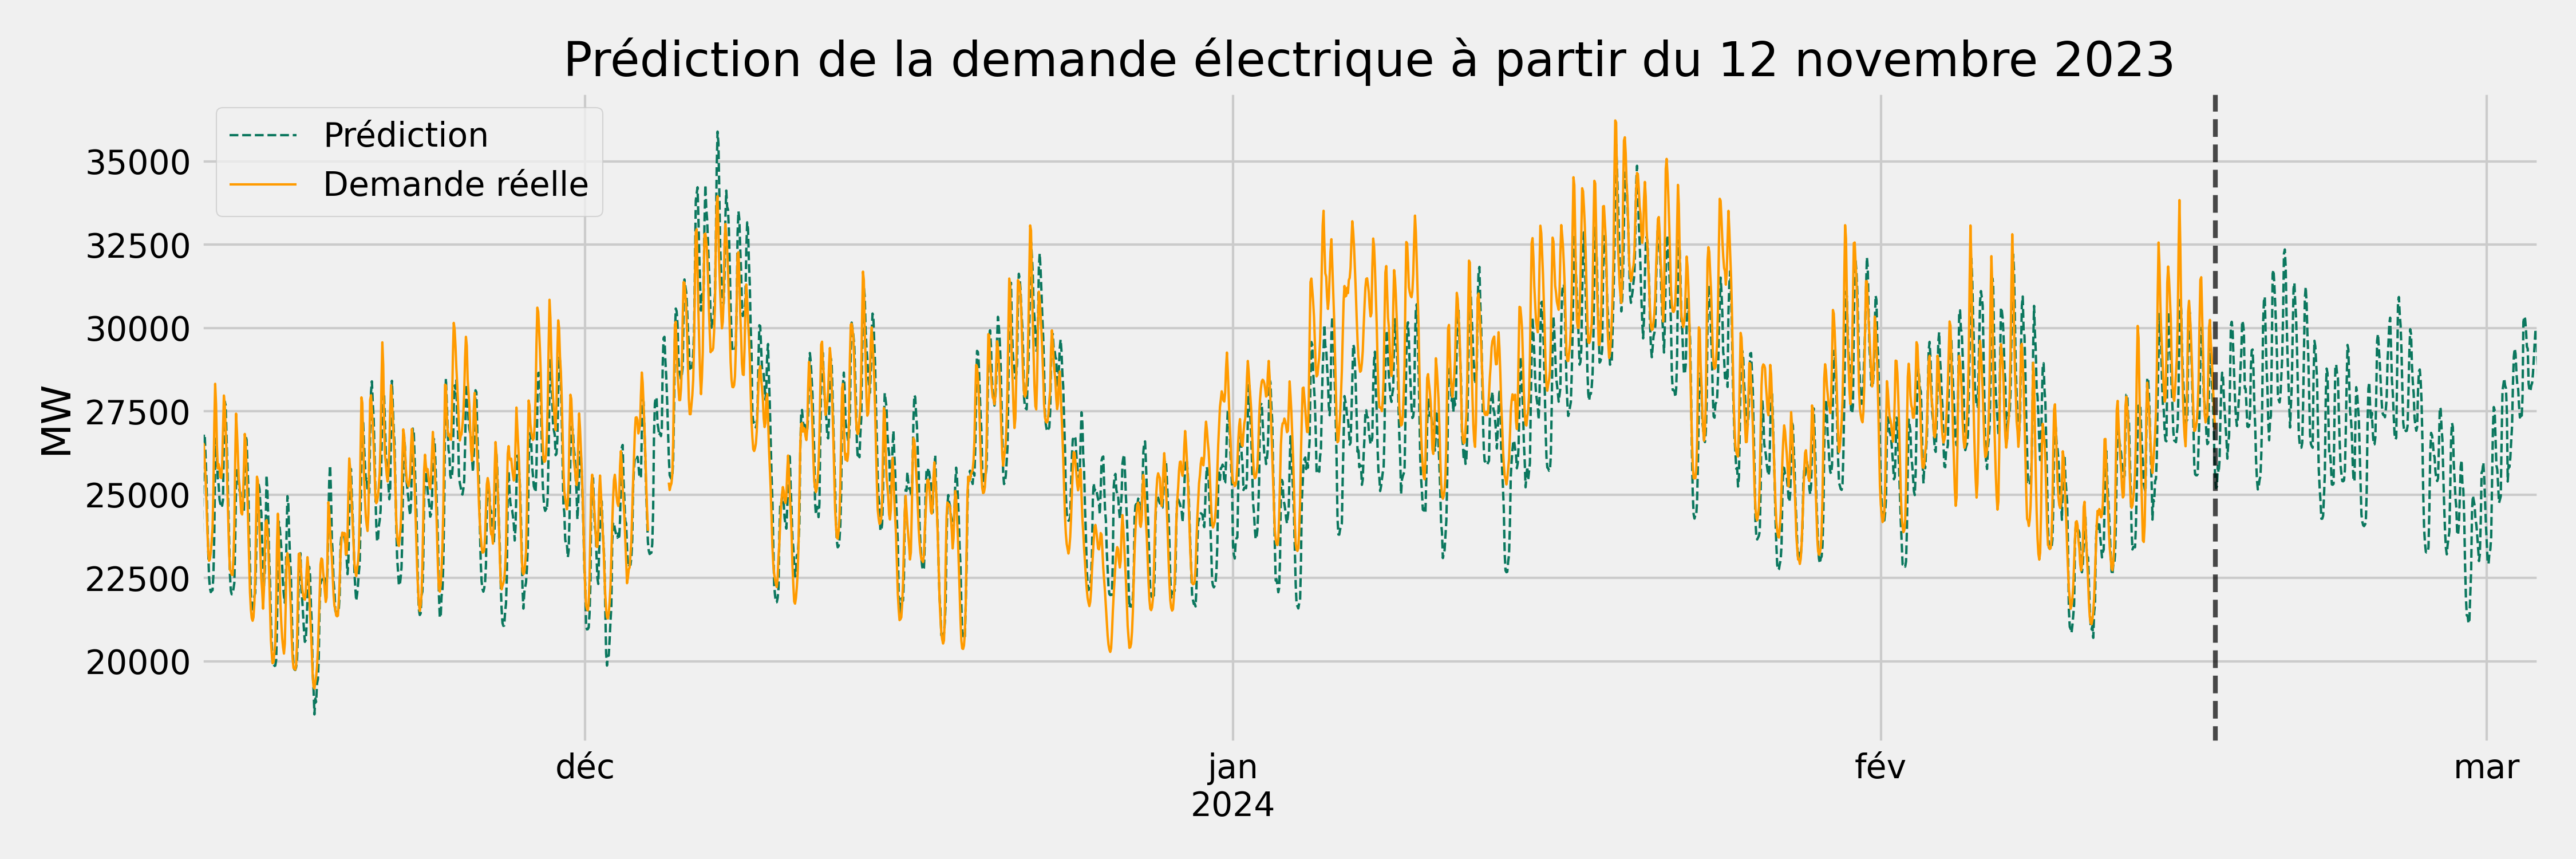 Prédiction de la demande électrique à partir du 12 novembre 2023
Prédiction
Demande réelle
MW
35000
32500
30000
27500
25000
22500
20000
déc
jan
2024
fév
mar